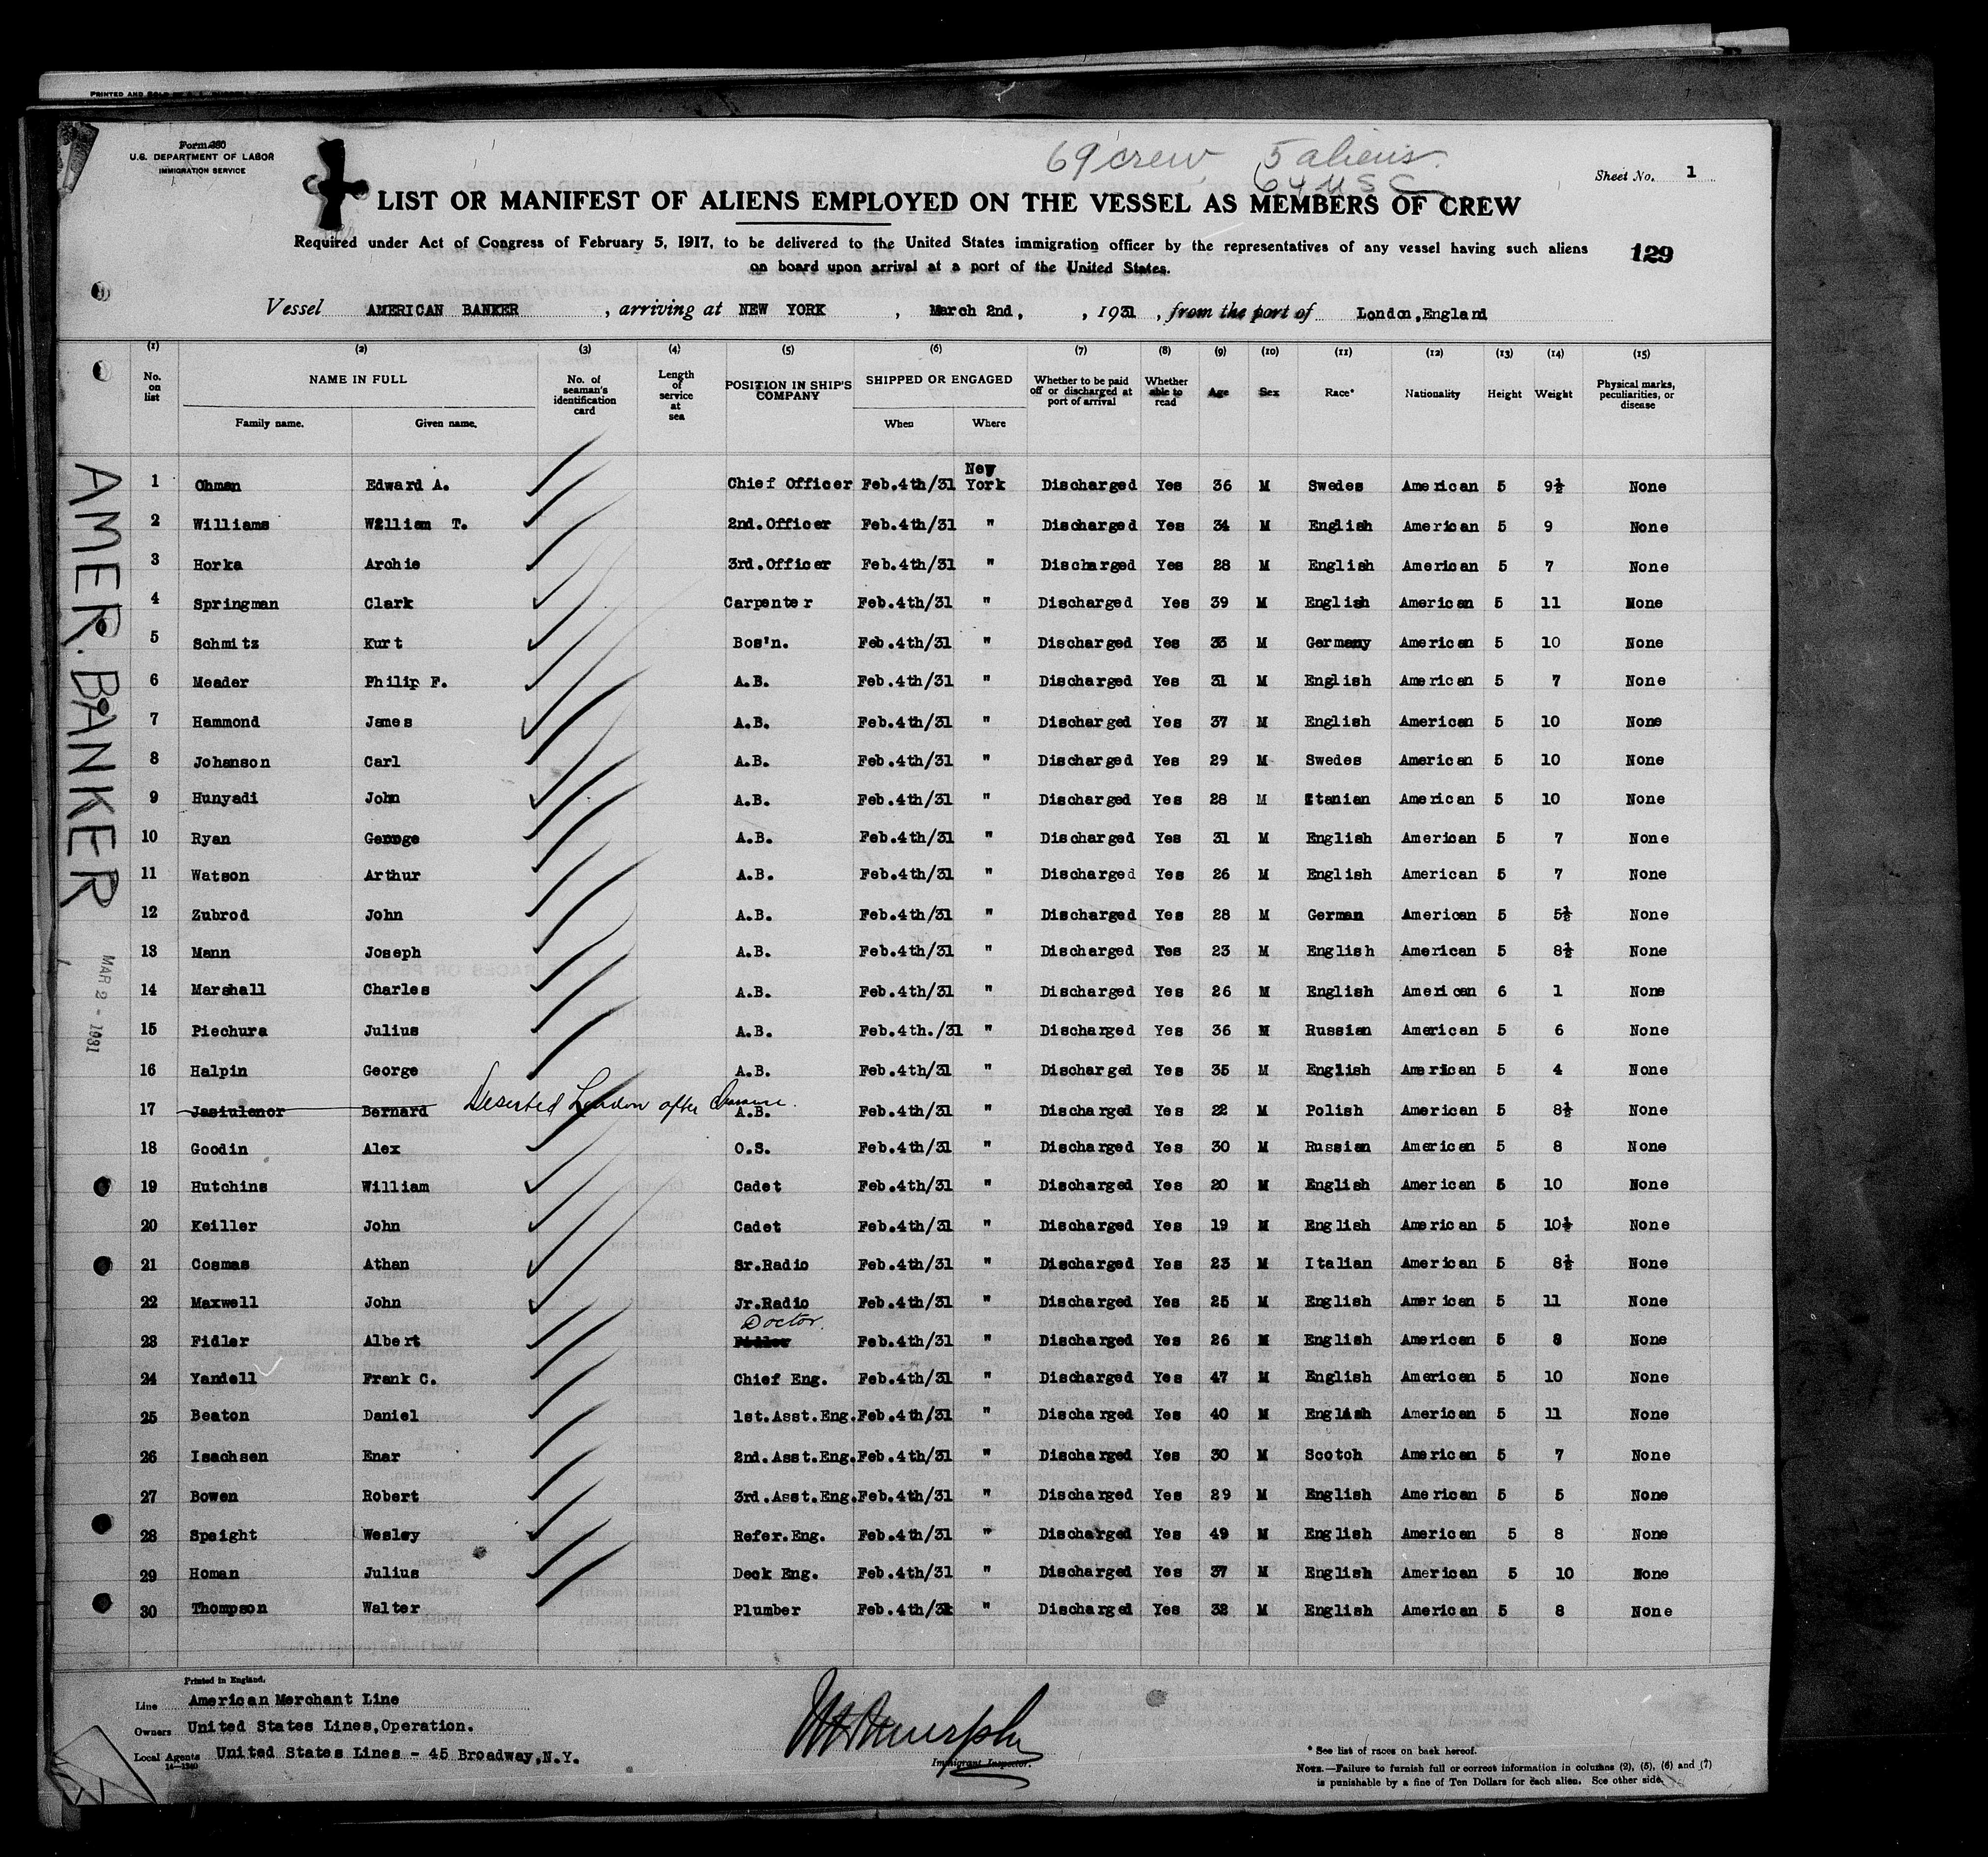 PRINTED AND SOLD BY
Form 680
U.S. DEPARTMENT OF LABOR
IMMIGRATION SERVICE
69 crew 5 aliens.
64 USC
Sheet No. 1
LIST OR MANIFEST OF ALIENS EMPLOYED ON THE VESSEL AS MEMBERS OF CREW
Required under Act of Congress of February 5, 1917, to be delivered to the United States immigration officer by the representatives of any vessel having such aliens
on board upon arrival at a port of the United States.
129
Vessel AMERICAN BANKER , arriving at NEW YORK , March 2nd, , 1931 , from the port of London,England
(1) (2) (3) (4) (5) (6) (7) (8) (9) (10) (11) (12) (13) (14) (15)
No. on list NAME IN FULL Family name. Given name. No. of seaman's identification card Length of service at sea POSITION IN SHIP'S COMPANY SHIPPED OR ENGAGED When Where Whether to be paid off or discharged at port of arrival Whether able to read Age Sex Race* Nationality Height Weight Physical marks, peculiarities, or disease
1 Ohman Edward A. Chief Officer Feb.4th/31 New York Discharged Yes 36 M Swedes American 5 9½ None
2 Williams William T. 2nd.Officer Feb.4th/31 " Discharged Yes 34 M English American 5 9 None
3 Horka Archie 3rd.Officer Feb.4th/31 " Discharged Yes 28 M English American 5 7 None
4 Springman Clark Carpenter Feb.4th/31 " Discharged Yes 39 M English American 5 11 None
5 Schmitz Kurt Bos'n. Feb.4th/31 " Discharged Yes 33 M Germany American 5 10 None
6 Meader Philip F. A.B. Feb.4th/31 " Discharged Yes 31 M English American 5 7 None
7 Hammond James A.B. Feb.4th/31 " Discharged Yes 37 M English American 5 10 None
8 Johanson Carl A.B. Feb.4th/31 " Discharged Yes 29 M Swedes American 5 10 None
9 Hunyadi John A.B. Feb.4th/31 " Discharged Yes 28 M Itanian American 5 10 None
10 Ryan George A.B. Feb.4th/31 " Discharged Yes 31 M English American 5 7 None
11 Watson Arthur A.B. Feb.4th/31 " Discharged Yes 26 M English American 5 7 None
12 Zubrod John A.B. Feb.4th/31 " Discharged Yes 28 M German American 5 5½ None
13 Mann Joseph A.B. Feb.4th/31 " Discharged Yes 23 M English American 5 8½ None
14 Marshall Charles A.B. Feb.4th/31 " Discharged Yes 26 M English American 6 1 None
15 Piechura Julius A.B. Feb.4th./31 " Discharged Yes 36 M Russian American 5 6 None
16 Halpin George A.B. Feb.4th/31 " Discharged Yes 35 M English American 5 4 None
17 Jasiulenor Bernard Deserted London after A.B. Feb.4th/31 " Discharged Yes 22 M Polish American 5 8½ None
18 Goodin Alex O.S. Feb.4th/31 " Discharged Yes 30 M Russian American 5 8 None
19 Hutchins William Cadet Feb.4th/31 " Discharged Yes 20 M English American 5 10 None
20 Keiller John Cadet Feb.4th/31 " Discharged Yes 19 M English American 5 10½ None
21 Cosmas Athan Sr.Radio Feb.4th/31 " Discharged Yes 23 M Italian American 5 8½ None
22 Maxwell John Jr.Radio Feb.4th/31 " Discharged Yes 25 M English American 5 11 None
23 Fidler Albert Doctor. Feb.4th/31 " Discharged Yes 26 M English American 5 8 None
24 Yandell Frank C. Chief Eng. Feb.4th/31 " Discharged Yes 47 M English American 5 10 None
25 Beaton Daniel 1st.Asst.Eng. Feb.4th/31 " Discharged Yes 40 M English American 5 11 None
26 Isachsen Enar 2nd.Asst.Eng. Feb.4th/31 " Discharged Yes 30 M Scotch American 5 7 None
27 Bowen Robert 3rd.Asst.Eng. Feb.4th/31 " Discharged Yes 29 M English American 5 5 None
28 Speight Wesley Refer.Eng. Feb.4th/31 " Discharged Yes 49 M English American 5 8 None
29 Homan Julius Deck Eng. Feb.4th/31 " Discharged Yes 37 M English American 5 10 None
30 Thompson Walter Plumber Feb.4th/31 " Discharged Yes 32 M English American 5 8 None
AMER. BANKER
MAR 2 - 1931
Printed in England.
Line American Merchant Line
Owners United States Lines,Operation.
Local Agents United States Lines - 45 Broadway,N.Y.
14—1240
Immigrant Inspector.
* See list of races on back hereof.
NOTE.—Failure to furnish full or correct information in columns (2), (5), (6) and (7)
is punishable by a fine of Ten Dollars for each alien. See other side.